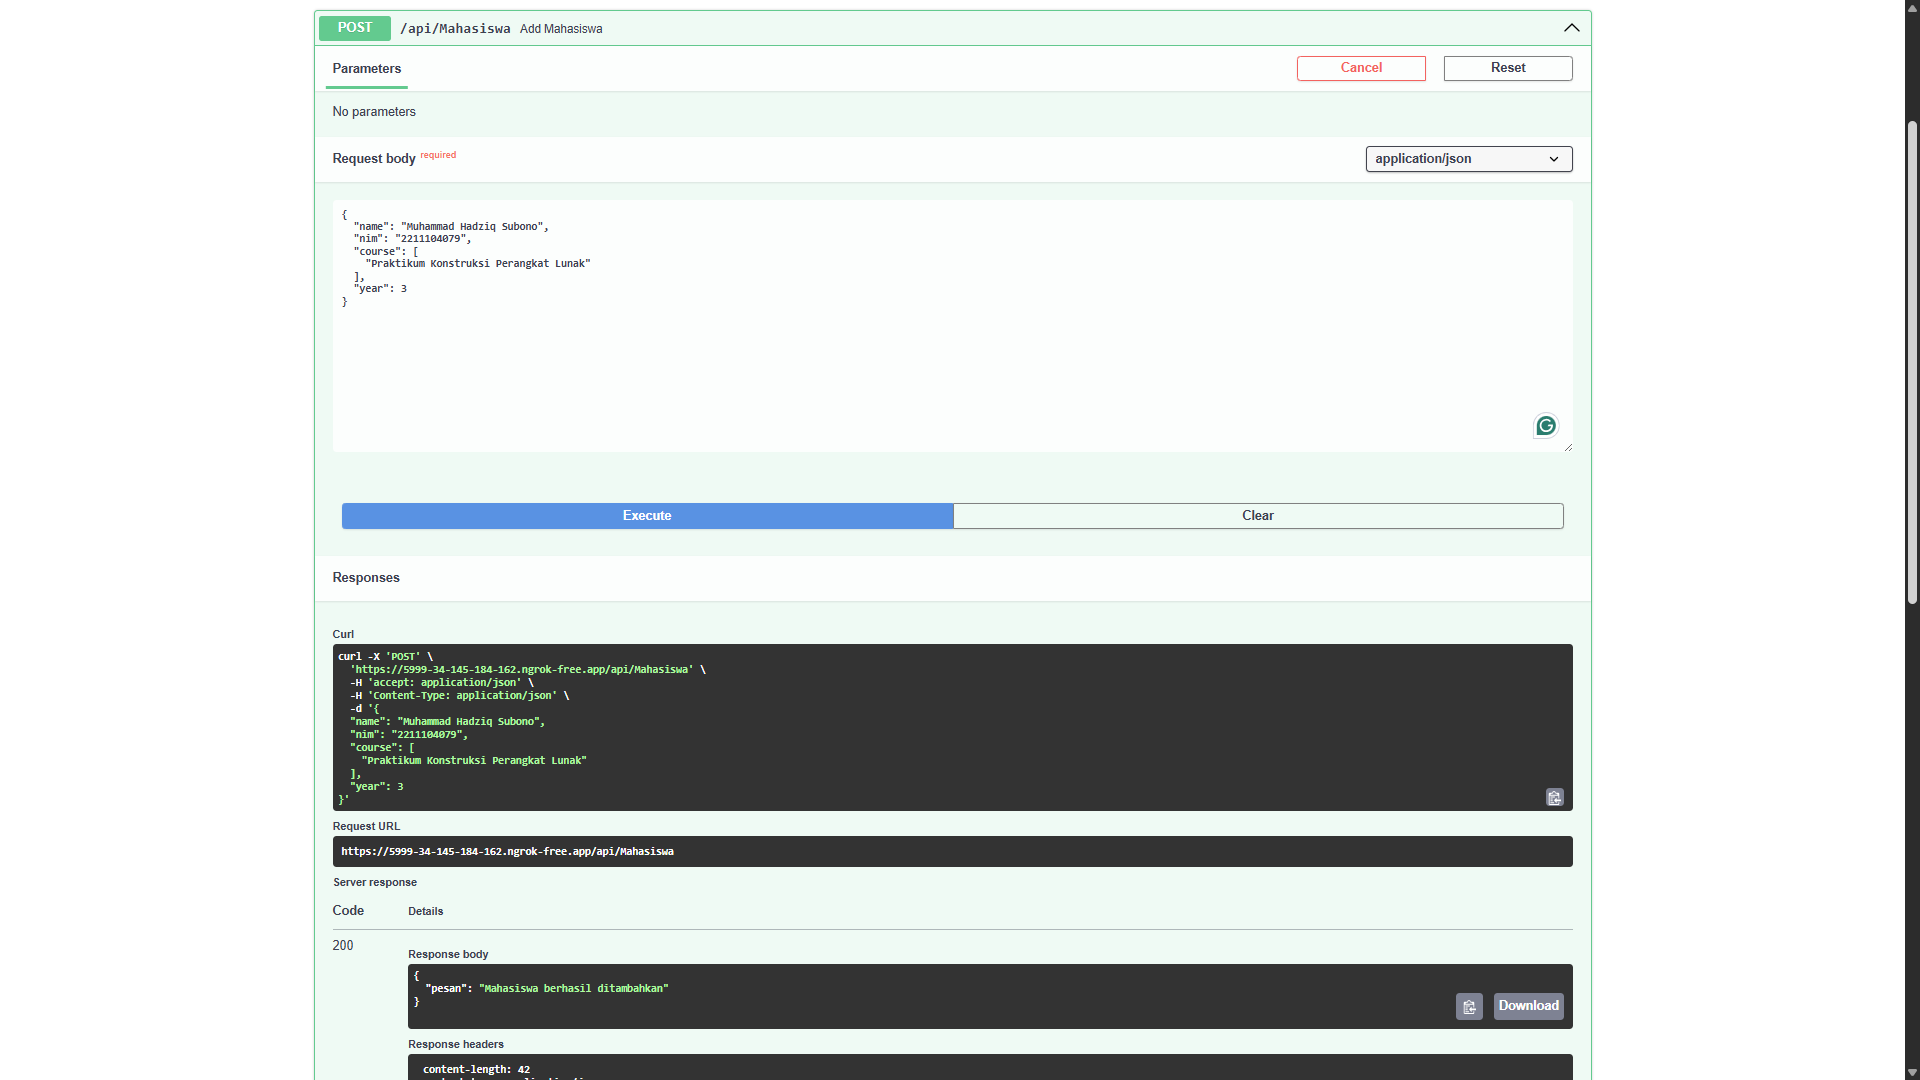 POST /api/Mahasiswa Add Mahasiswa
Parameters
Cancel
Reset
No parameters
Request body required
application/json
{
  "name": "Muhammad Hadziq Subono",
  "nim": "2211104079",
  "course": [
    "Praktikum Konstruksi Perangkat Lunak"
  ],
  "year": 3
}
Execute
Clear
Responses
Curl
curl -X 'POST' \
  'https://5999-34-145-184-162.ngrok-free.app/api/Mahasiswa' \
  -H 'accept: application/json' \
  -H 'Content-Type: application/json' \
  -d '{
  "name": "Muhammad Hadziq Subono",
  "nim": "2211104079",
  "course": [
    "Praktikum Konstruksi Perangkat Lunak"
  ],
  "year": 3
}'
Request URL
https://5999-34-145-184-162.ngrok-free.app/api/Mahasiswa
Server response
Code Details
200
Response body
{
  "pesan": "Mahasiswa berhasil ditambahkan"
}
Download
Response headers
content-length: 42